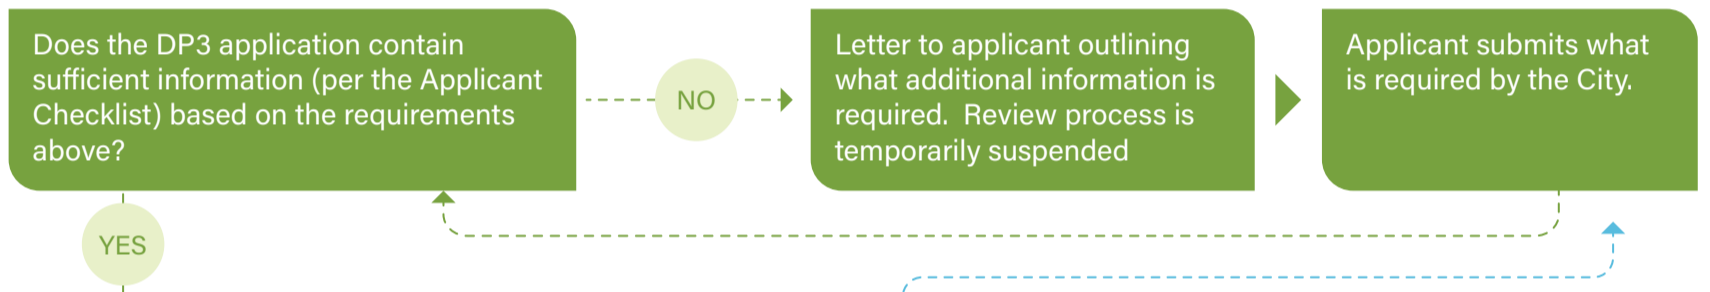 Does the DP3 application contain
sufficient information (per the Applicant
Checklist) based on the requirements
above?
NO
Letter to applicant outlining
what additional information is
required.  Review process is
temporarily suspended
Applicant submits what
is required by the City.
YES